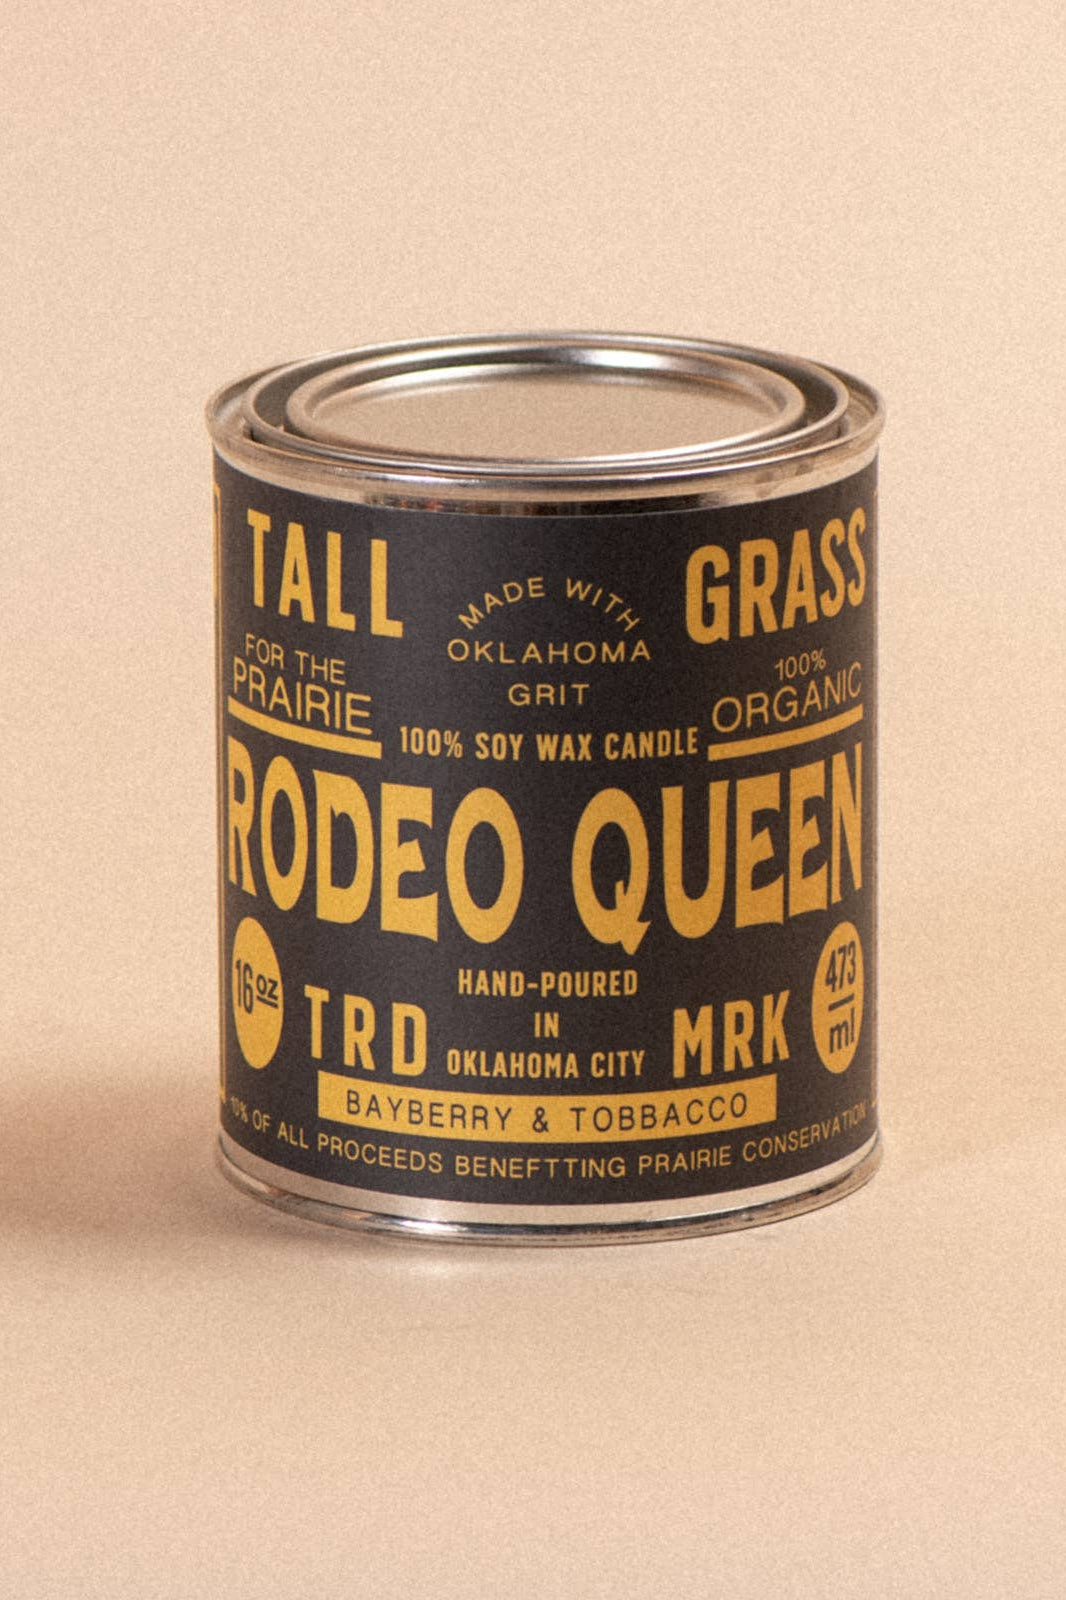 TALL GRASS
MADE WITH
OKLAHOMA
GRIT
FOR THE
PRAIRIE
100%
ORGANIC
100% SOY WAX CANDLE
RODEO QUEEN
16 oz
TRD
HAND-POURED
IN
OKLAHOMA CITY
MRK
473
ml
BAYBERRY & TOBBACCO
10% OF ALL PROCEEDS BENEFTTING PRAIRIE CONSERVATION